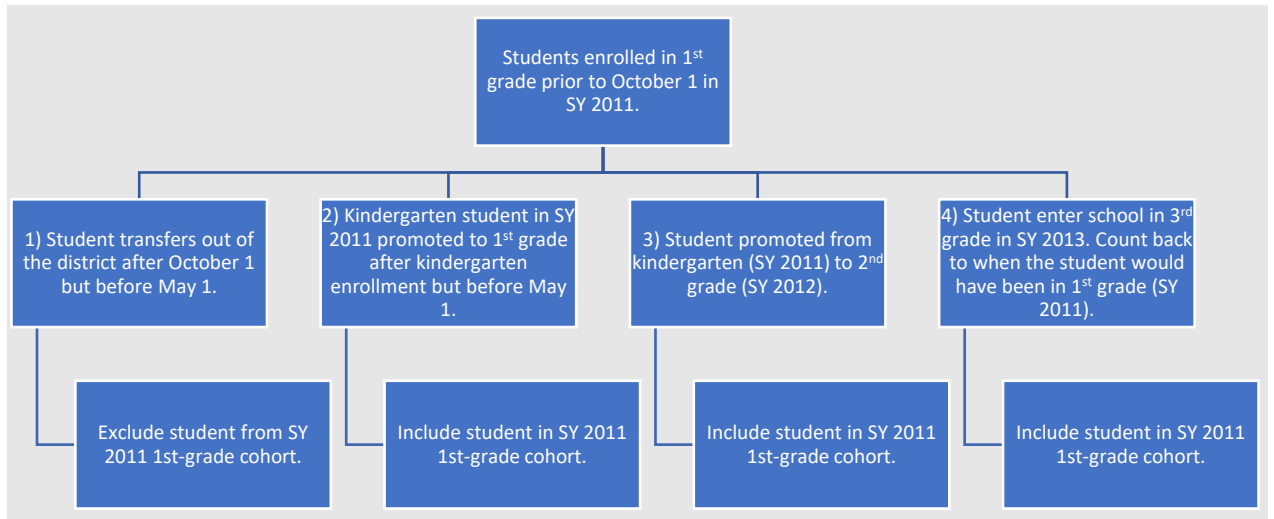 Students enrolled in 1st
grade prior to October 1 in
SY 2011.
1) Student transfers out of
the district after October 1
but before May 1.
2) Kindergarten student in SY
2011 promoted to 1st grade
after kindergarten
enrollment but before May
1.
3) Student promoted from
kindergarten (SY 2011) to 2nd
grade (SY 2012).
4) Student enter school in 3rd
grade in SY 2013. Count back
to when the student would
have been in 1st grade (SY
2011).
Exclude student from SY
2011 1st-grade cohort.
Include student in SY 2011
1st-grade cohort.
Include student in SY 2011
1st-grade cohort.
Include student in SY 2011
1st-grade cohort.